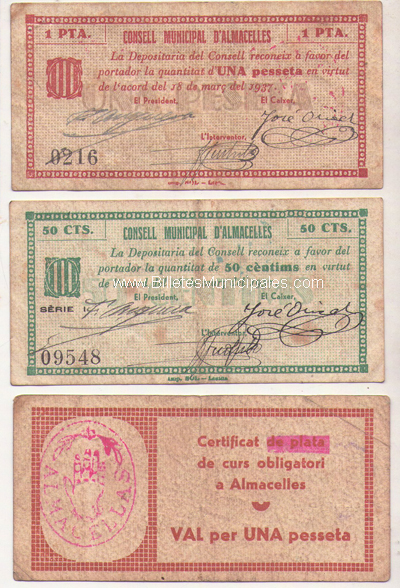 1 PTA. CONSELL MUNICIPAL D'ALMACELLES 1 PTA.
La Depositaria del Consell reconeix a favor del
portador la quantitat d'UNA pesseta en virtut
de l'acord del 18 de març del 1937.
El President, El Caixer,
José
L'Interventor,
0216
50 CTS. CONSELL MUNICIPAL D'ALMACELLES 50 CTS.
La Depositaria del Consell reconeix a favor del
portador la quantitat de 50 cèntims en virtut
de
www.BilletesMunicipales.com
El President, El Caixer,
SÈRIE
José
L'Interventor,
09548
Certificat de plata
de curs obligatori
a Almacelles
VAL per UNA pesseta
ALMACELLAS